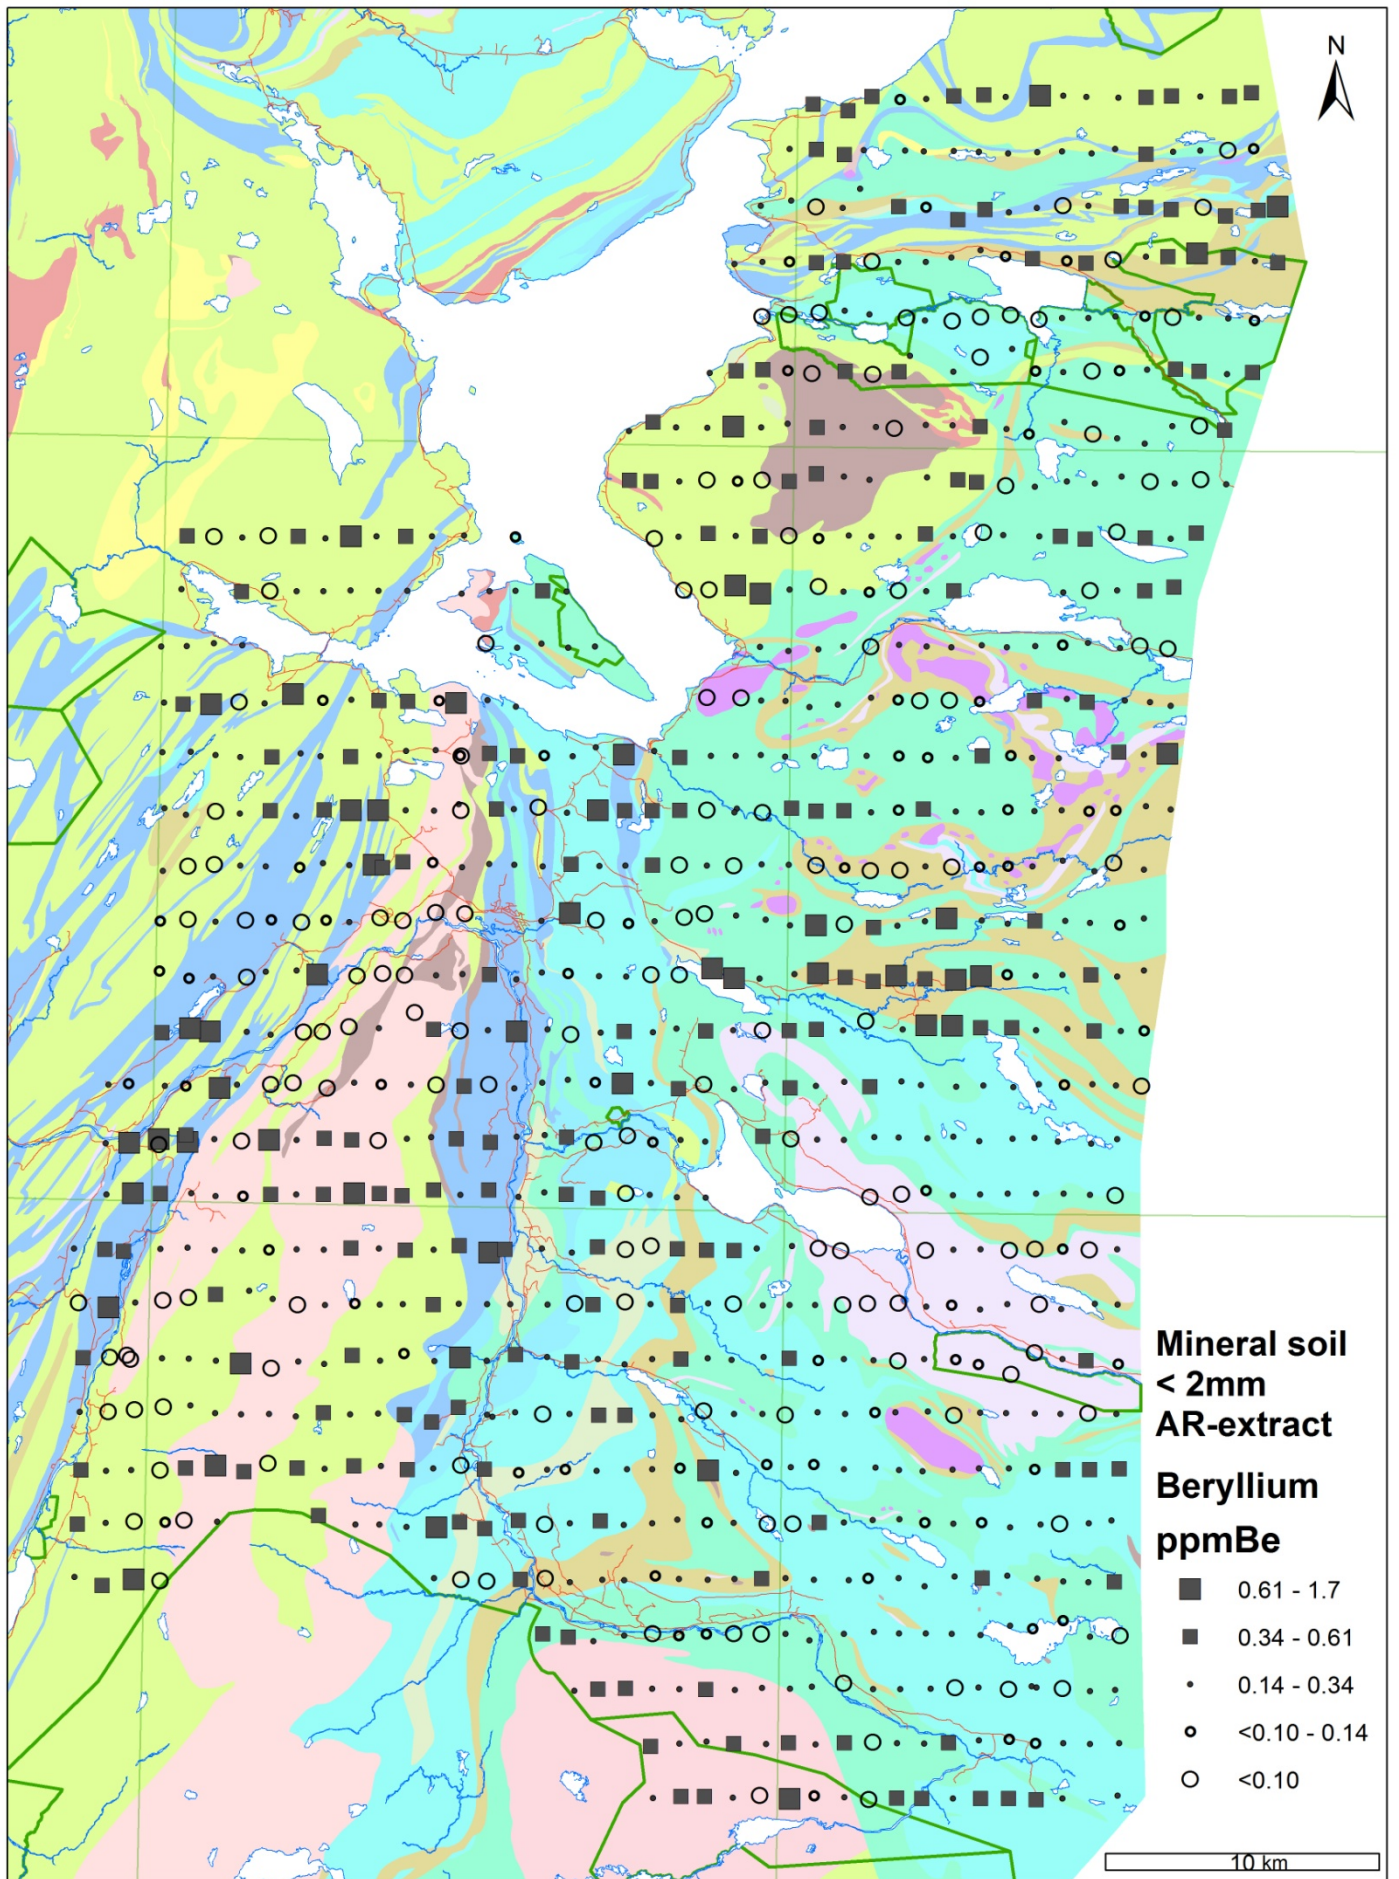 N
Mineral soil
< 2mm
AR-extract
Beryllium
ppmBe
0.61 - 1.7
0.34 - 0.61
0.14 - 0.34
<0.10 - 0.14
<0.10
10 km